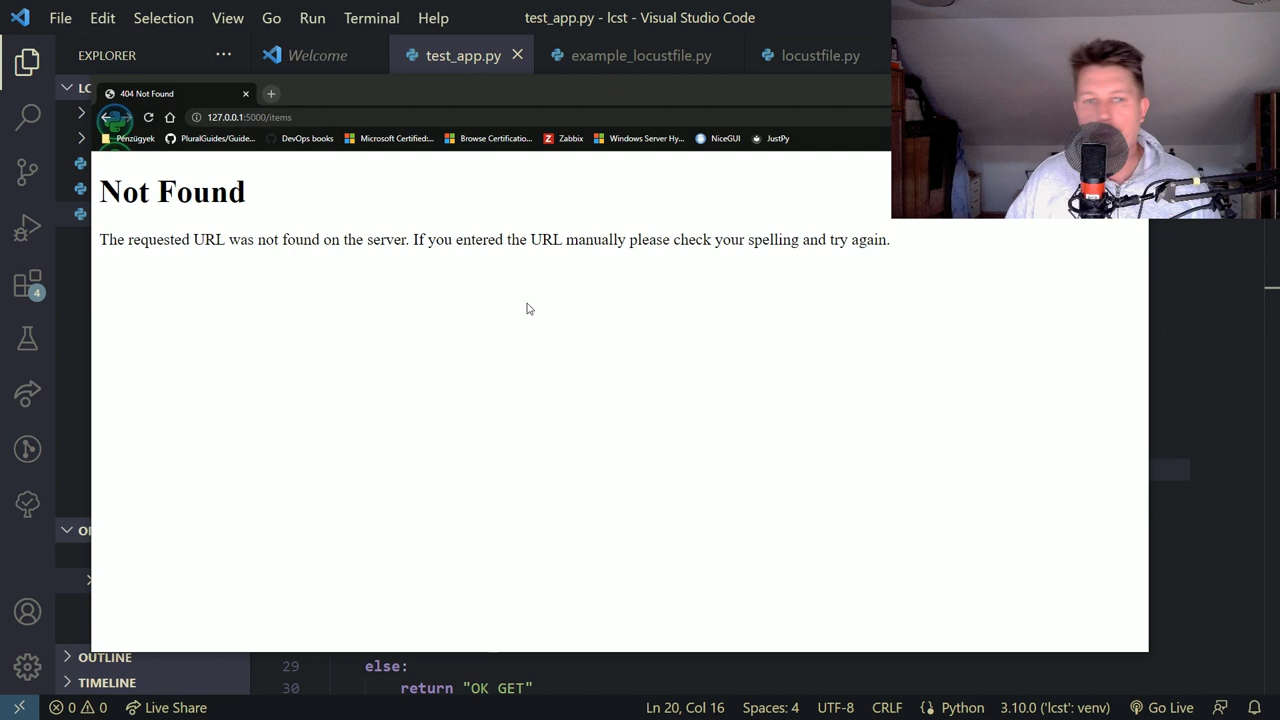 File Edit Selection View Go Run Terminal Help
test_app.py - lcst - Visual Studio Code
EXPLORER
Welcome
test_app.py
example_locustfile.py
locustfile.py
LC
404 Not Found
127.0.0.1:5000/items
Pénzügyek
PluralGuides/Guide...
DevOps books
Microsoft Certified:...
Browse Certificatio...
Zabbix
Windows Server Hy...
NiceGUI
JustPy
Not Found
The requested URL was not found on the server. If you entered the URL manually please check your spelling and try again.
4
OUTLINE
TIMELINE
29 else:
30 return "OK GET"
0 0 Live Share
Ln 20, Col 16 Spaces: 4 UTF-8 CRLF Python 3.10.0 ('lcst': venv) Go Live